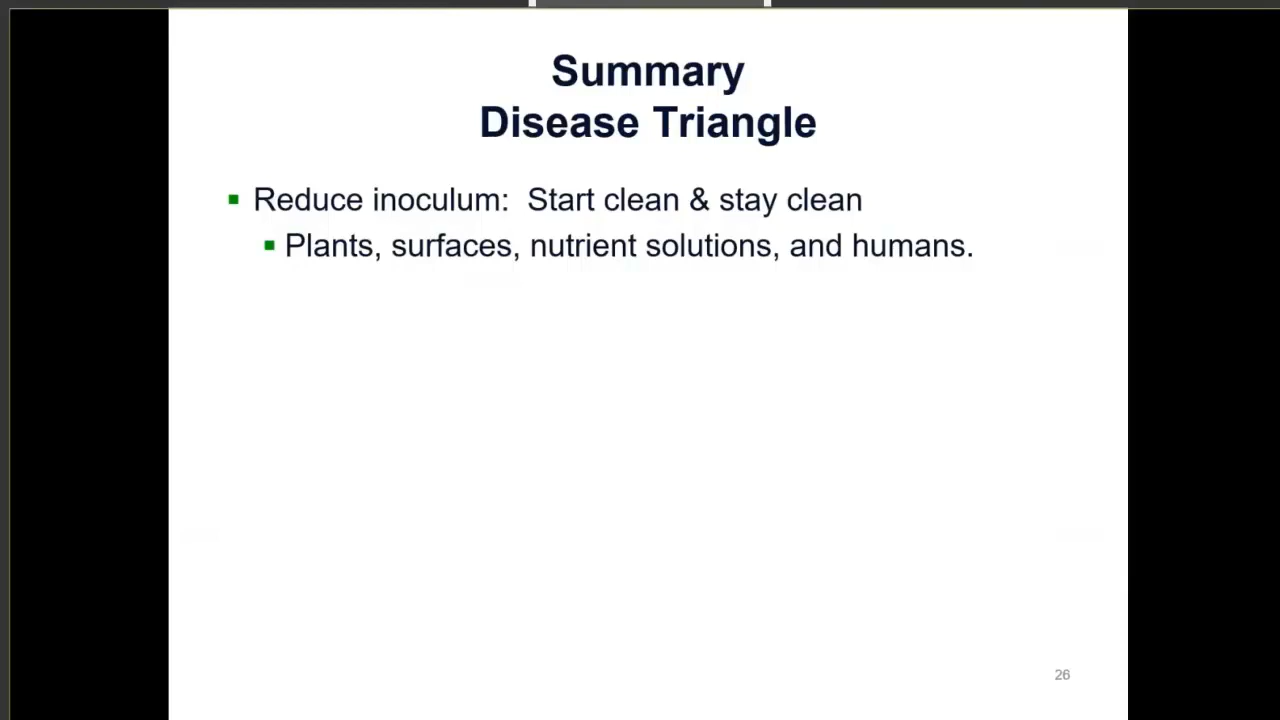 Summary
Disease Triangle
Reduce inoculum:  Start clean & stay clean
Plants, surfaces, nutrient solutions, and humans.
26